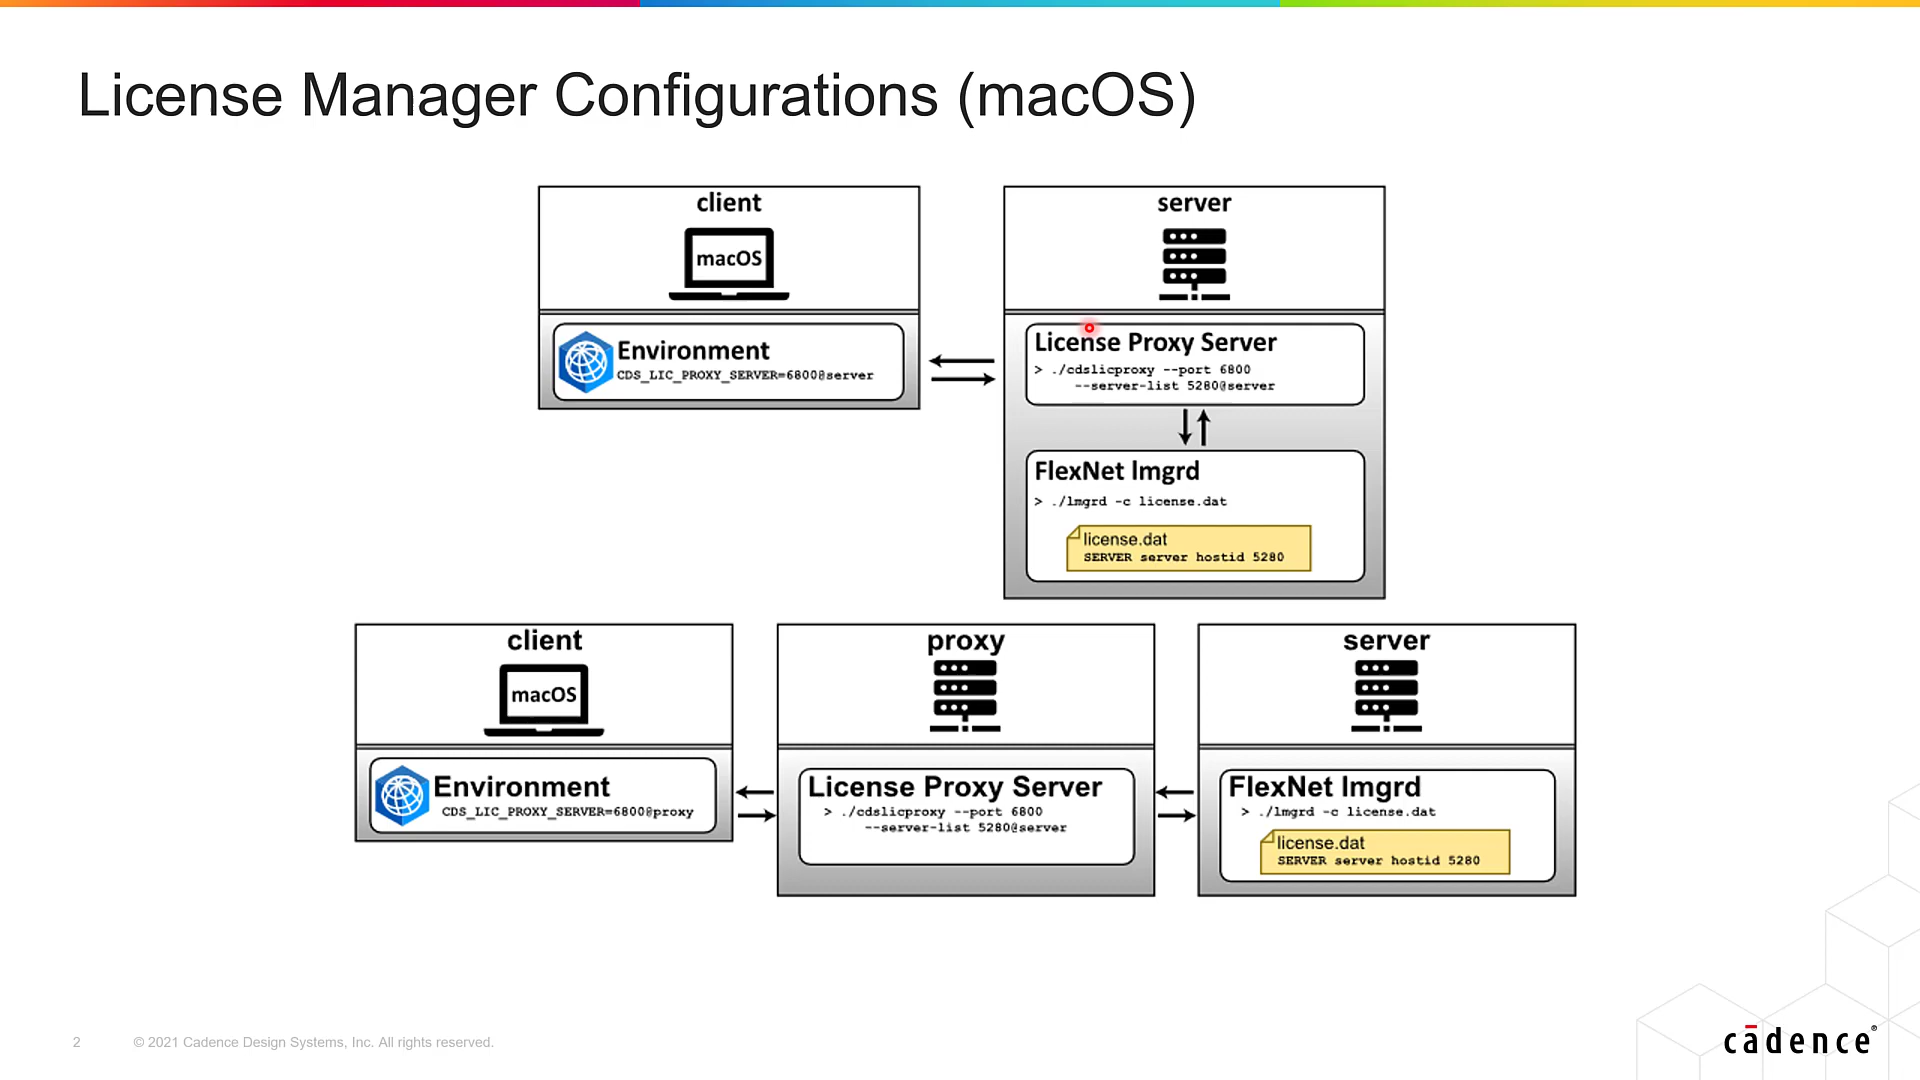 License Manager Configurations (macOS)
client
macOS
Environment
CDS_LIC_PROXY_SERVER=6800@server
server
License Proxy Server
> ./cdslicproxy --port 6800
--server-list 5280@server
FlexNet lmgrd
> ./lmgrd -c license.dat
license.dat
SERVER server hostid 5280
client
macOS
Environment
CDS_LIC_PROXY_SERVER=6800@proxy
proxy
License Proxy Server
> ./cdslicproxy --port 6800
--server-list 5280@server
server
FlexNet lmgrd
> ./lmgrd -c license.dat
license.dat
SERVER server hostid 5280
2
© 2021 Cadence Design Systems, Inc. All rights reserved.
cādence®